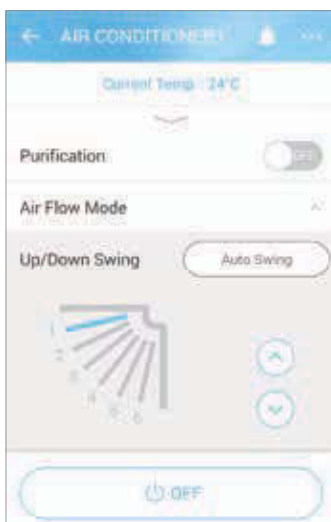 AIR CONDITIONER1
Current Temp : 24°C
Purification
OFF
Air Flow Mode
Up/Down Swing
Auto Swing
1
2
3
4
5
6
OFF